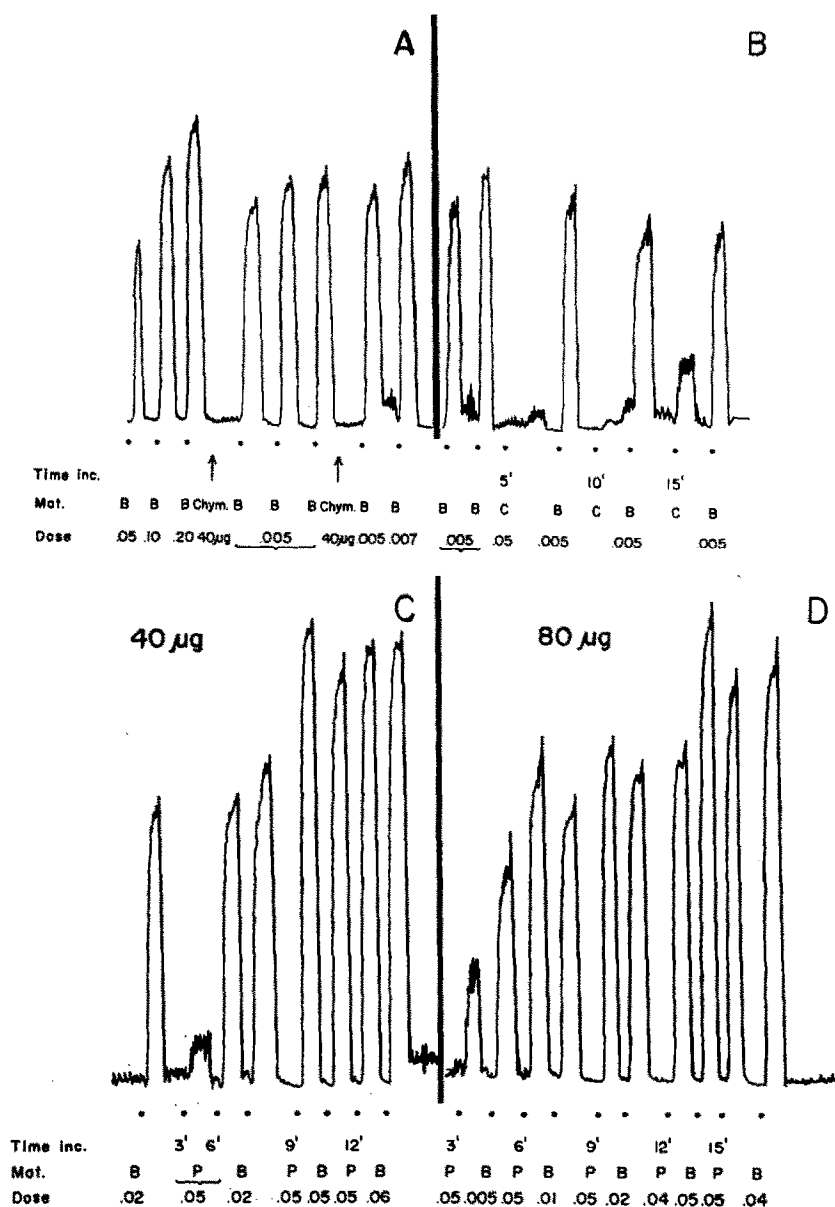 A B
Time inc. 5' 10' 15'
Mat. B B B Chym. B B B Chym. B B B B C B C B C B
Dose .05 .10 .20 40µg .005 40µg .005 .007 .005 .05 .005 .005 .005
C D
40 µg 80 µg
Time inc. 3' 6' 9' 12' 3' 6' 9' 12' 15'
Mat. B P B P B P B P B P B P B P B P B
Dose .02 .05 .02 .05 .05 .05 .06 .05 .005 .05 .01 .05 .02 .04 .05 .05 .04